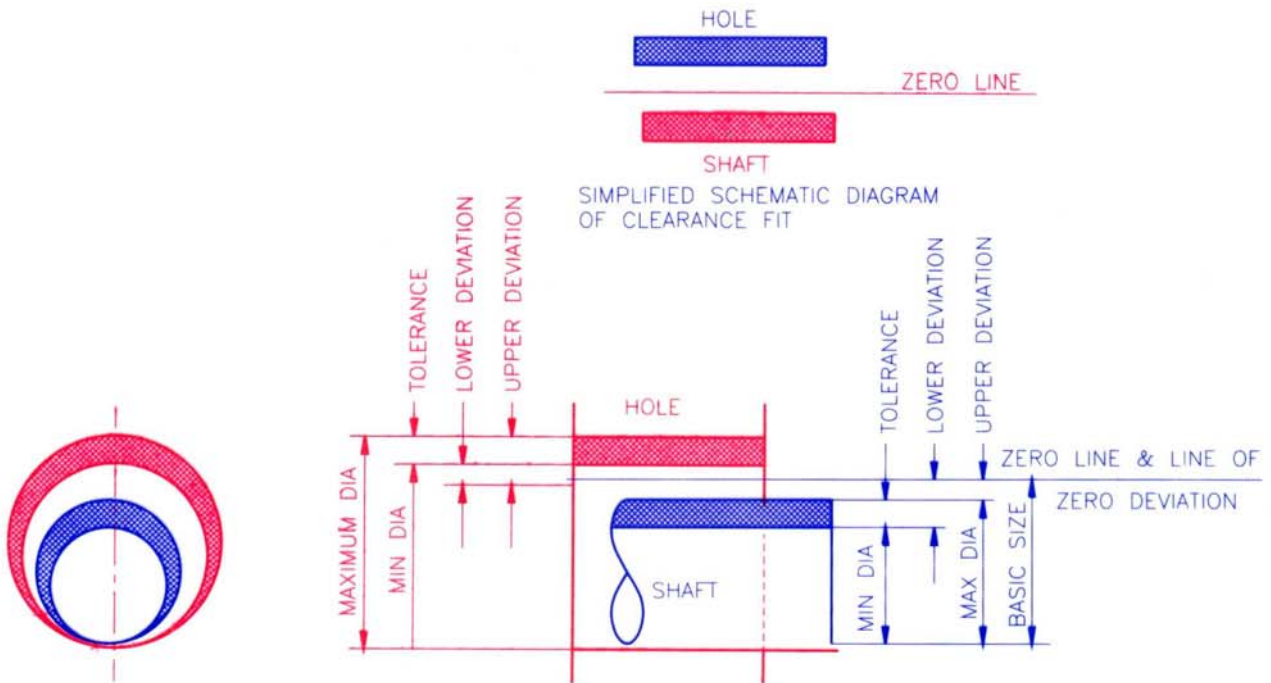 HOLE
ZERO LINE
SHAFT
SIMPLIFIED SCHEMATIC DIAGRAM
OF CLEARANCE FIT
TOLERANCE
LOWER DEVIATION
UPPER DEVIATION
MAXIMUM DIA
MIN DIA
HOLE
SHAFT
TOLERANCE
LOWER DEVIATION
UPPER DEVIATION
ZERO LINE & LINE OF
ZERO DEVIATION
MIN DIA
MAX DIA
BASIC SIZE